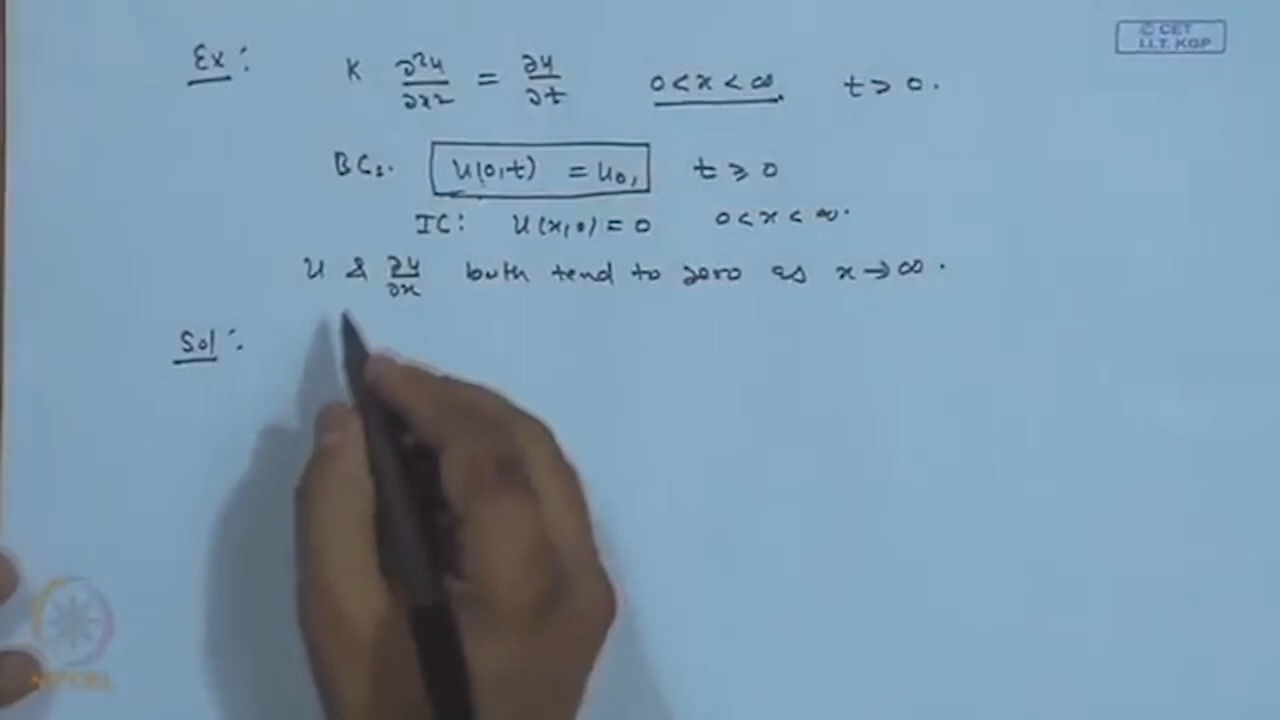 Ex: K ∂²u/∂x² = ∂u/∂t 0 < x < ∞. t > 0.
© CET
I.I.T. KGP
BCs. u(0,t) = u₀, t ≥ 0
IC: u(x,0) = 0 0 < x < ∞.
u & ∂u/∂x both tend to zero as x → ∞.
Sol:
NPTEL